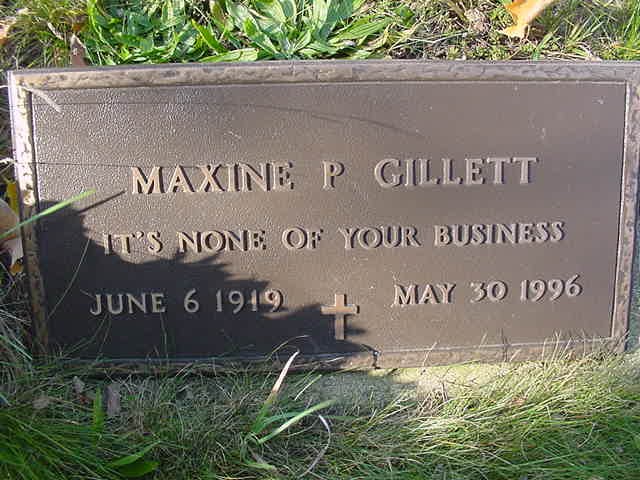 MAXINE P GILLETT
IT'S NONE OF YOUR BUSINESS
JUNE 6 1919 MAY 30 1996